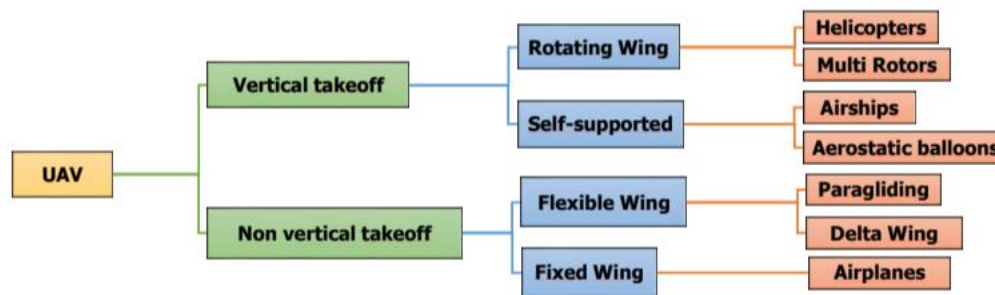 UAV
Vertical takeoff
Rotating Wing
Helicopters
Multi Rotors
Self-supported
Airships
Aerostatic balloons
Non vertical takeoff
Flexible Wing
Paragliding
Delta Wing
Fixed Wing
Airplanes